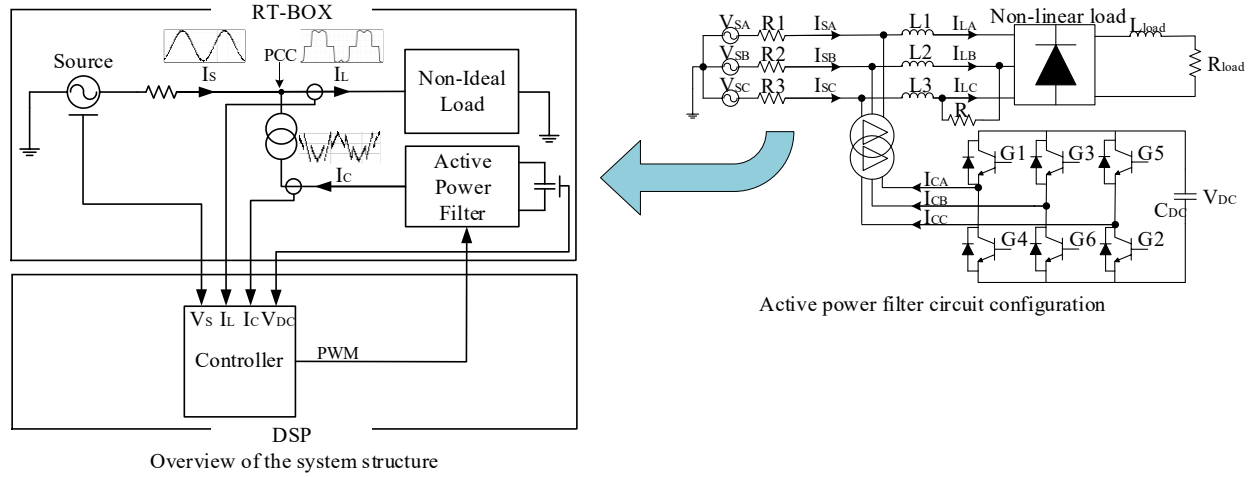 RT-BOX
Source
IS
PCC
IL
Non-Ideal
Load
IC
Active
Power
Filter
VS IL IC VDC
Controller
PWM
DSP
Overview of the system structure
VSA R1 ISA L1 ILA
VSB R2 ISB L2 ILB
VSC R3 ISC L3 ILC
R
Non-linear load
Lload
Rload
G1 G3 G5
ICA
ICB
ICC
G4 G6 G2
CDC
VDC
Active power filter circuit configuration